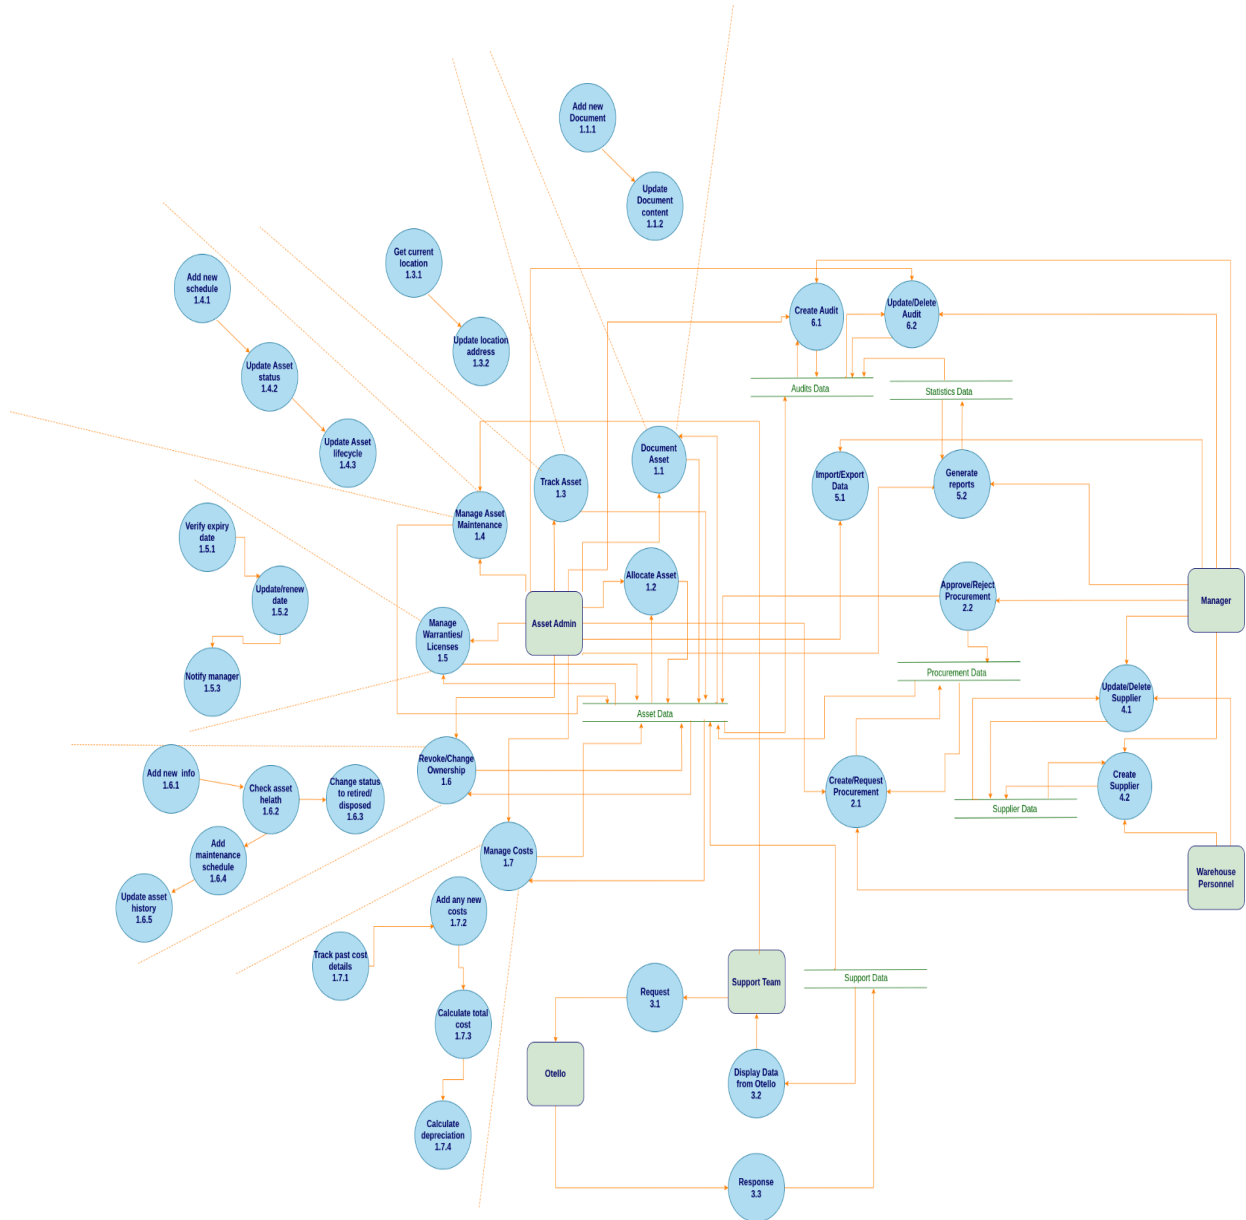 Add new
Document
1.1.1
Update
Document
content
1.1.2
Get current
location
1.3.1
Update location
address
1.3.2
Add new
schedule
1.4.1
Update Asset
status
1.4.2
Update Asset
lifecycle
1.4.3
Create Audit
6.1
Update/Delete
Audit
6.2
Audits Data
Statistics Data
Document
Asset
1.1
Track Asset
1.3
Manage Asset
Maintenance
1.4
Import/Export
Data
5.1
Generate
reports
5.2
Verify expiry
date
1.5.1
Update/renew
date
1.5.2
Notify manager
1.5.3
Manage
Warranties/
Licenses
1.5
Asset Admin
Allocate Asset
1.2
Approve/Reject
Procurement
2.2
Manager
Procurement Data
Update/Delete
Supplier
4.1
Asset Data
Add new  info
1.6.1
Check asset
helath
1.6.2
Change status
to retired/
disposed
1.6.3
Add
maintenance
schedule
1.6.4
Update asset
history
1.6.5
Revoke/Change
Ownership
1.6
Create/Request
Procurement
2.1
Create
Supplier
4.2
Supplier Data
Manage Costs
1.7
Warehouse
Personnel
Add any new
costs
1.7.2
Track past cost
details
1.7.1
Calculate total
cost
1.7.3
Calculate
depreciation
1.7.4
Request
3.1
Support Team
Support Data
Otello
Display Data
from Otello
3.2
Response
3.3